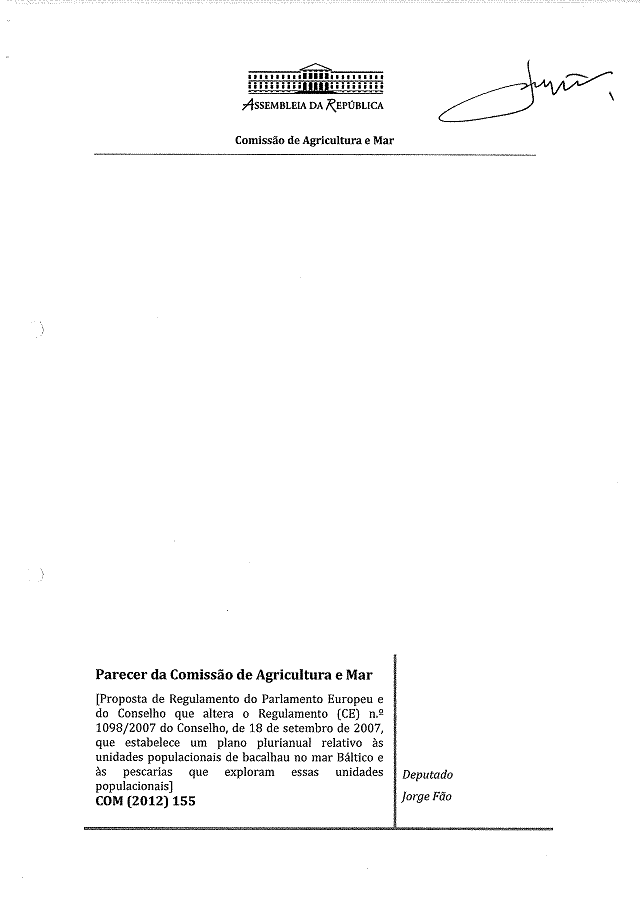 ASSEMBLEIA DA REPÚBLICA
Comissão de Agricultura e Mar
Parecer da Comissão de Agricultura e Mar
[Proposta de Regulamento do Parlamento Europeu e
do Conselho que altera o Regulamento (CE) n.º
1098/2007 do Conselho, de 18 de setembro de 2007,
que estabelece um plano plurianual relativo às
unidades populacionais de bacalhau no mar Báltico e
às pescarias que exploram essas unidades
populacionais]
COM (2012) 155
Deputado
Jorge Fão